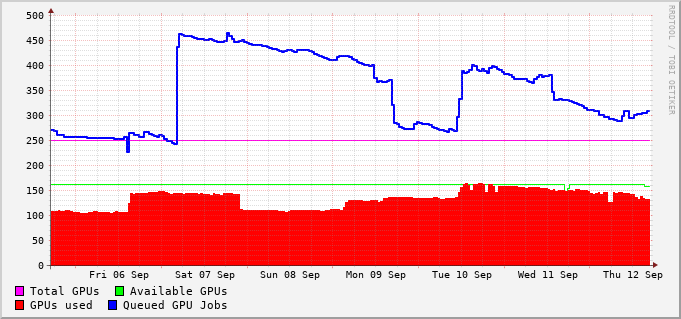 RRDTOOL / TOBI OETIKER
500
450
400
350
300
250
200
150
100
50
0
Fri 06 Sep Sat 07 Sep Sun 08 Sep Mon 09 Sep Tue 10 Sep Wed 11 Sep Thu 12 Sep
Total GPUs Available GPUs
GPUs used Queued GPU Jobs